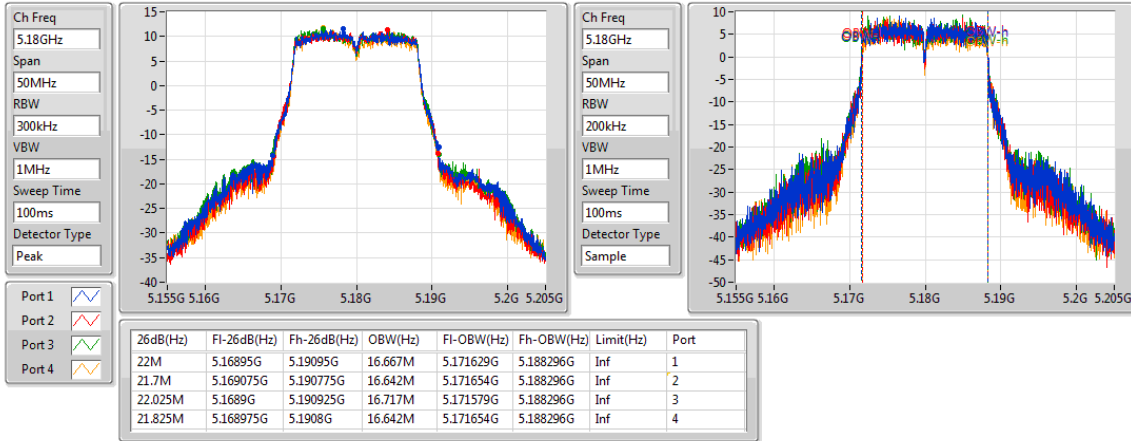 Ch Freq
5.18GHz
Span
50MHz
RBW
300kHz
VBW
1MHz
Sweep Time
100ms
Detector Type
Peak
15
10
5
0
-5
-10
-15
-20
-25
-30
-35
-40
5.155G 5.16G 5.17G 5.18G 5.19G 5.2G 5.205G
Ch Freq
5.18GHz
Span
50MHz
RBW
200kHz
VBW
1MHz
Sweep Time
100ms
Detector Type
Sample
10
5
0
-5
-10
-15
-20
-25
-30
-35
-40
-45
-50
5.155G 5.16G 5.17G 5.18G 5.19G 5.2G 5.205G
Port 1
Port 2
Port 3
Port 4
26dB(Hz) Fl-26dB(Hz) Fh-26dB(Hz) OBW(Hz) Fl-OBW(Hz) Fh-OBW(Hz) Limit(Hz) Port
22M 5.16895G 5.19095G 16.667M 5.171629G 5.188296G Inf 1
21.7M 5.169075G 5.190775G 16.642M 5.171654G 5.188296G Inf 2
22.025M 5.1689G 5.190925G 16.717M 5.171579G 5.188296G Inf 3
21.825M 5.168975G 5.1908G 16.642M 5.171654G 5.188296G Inf 4